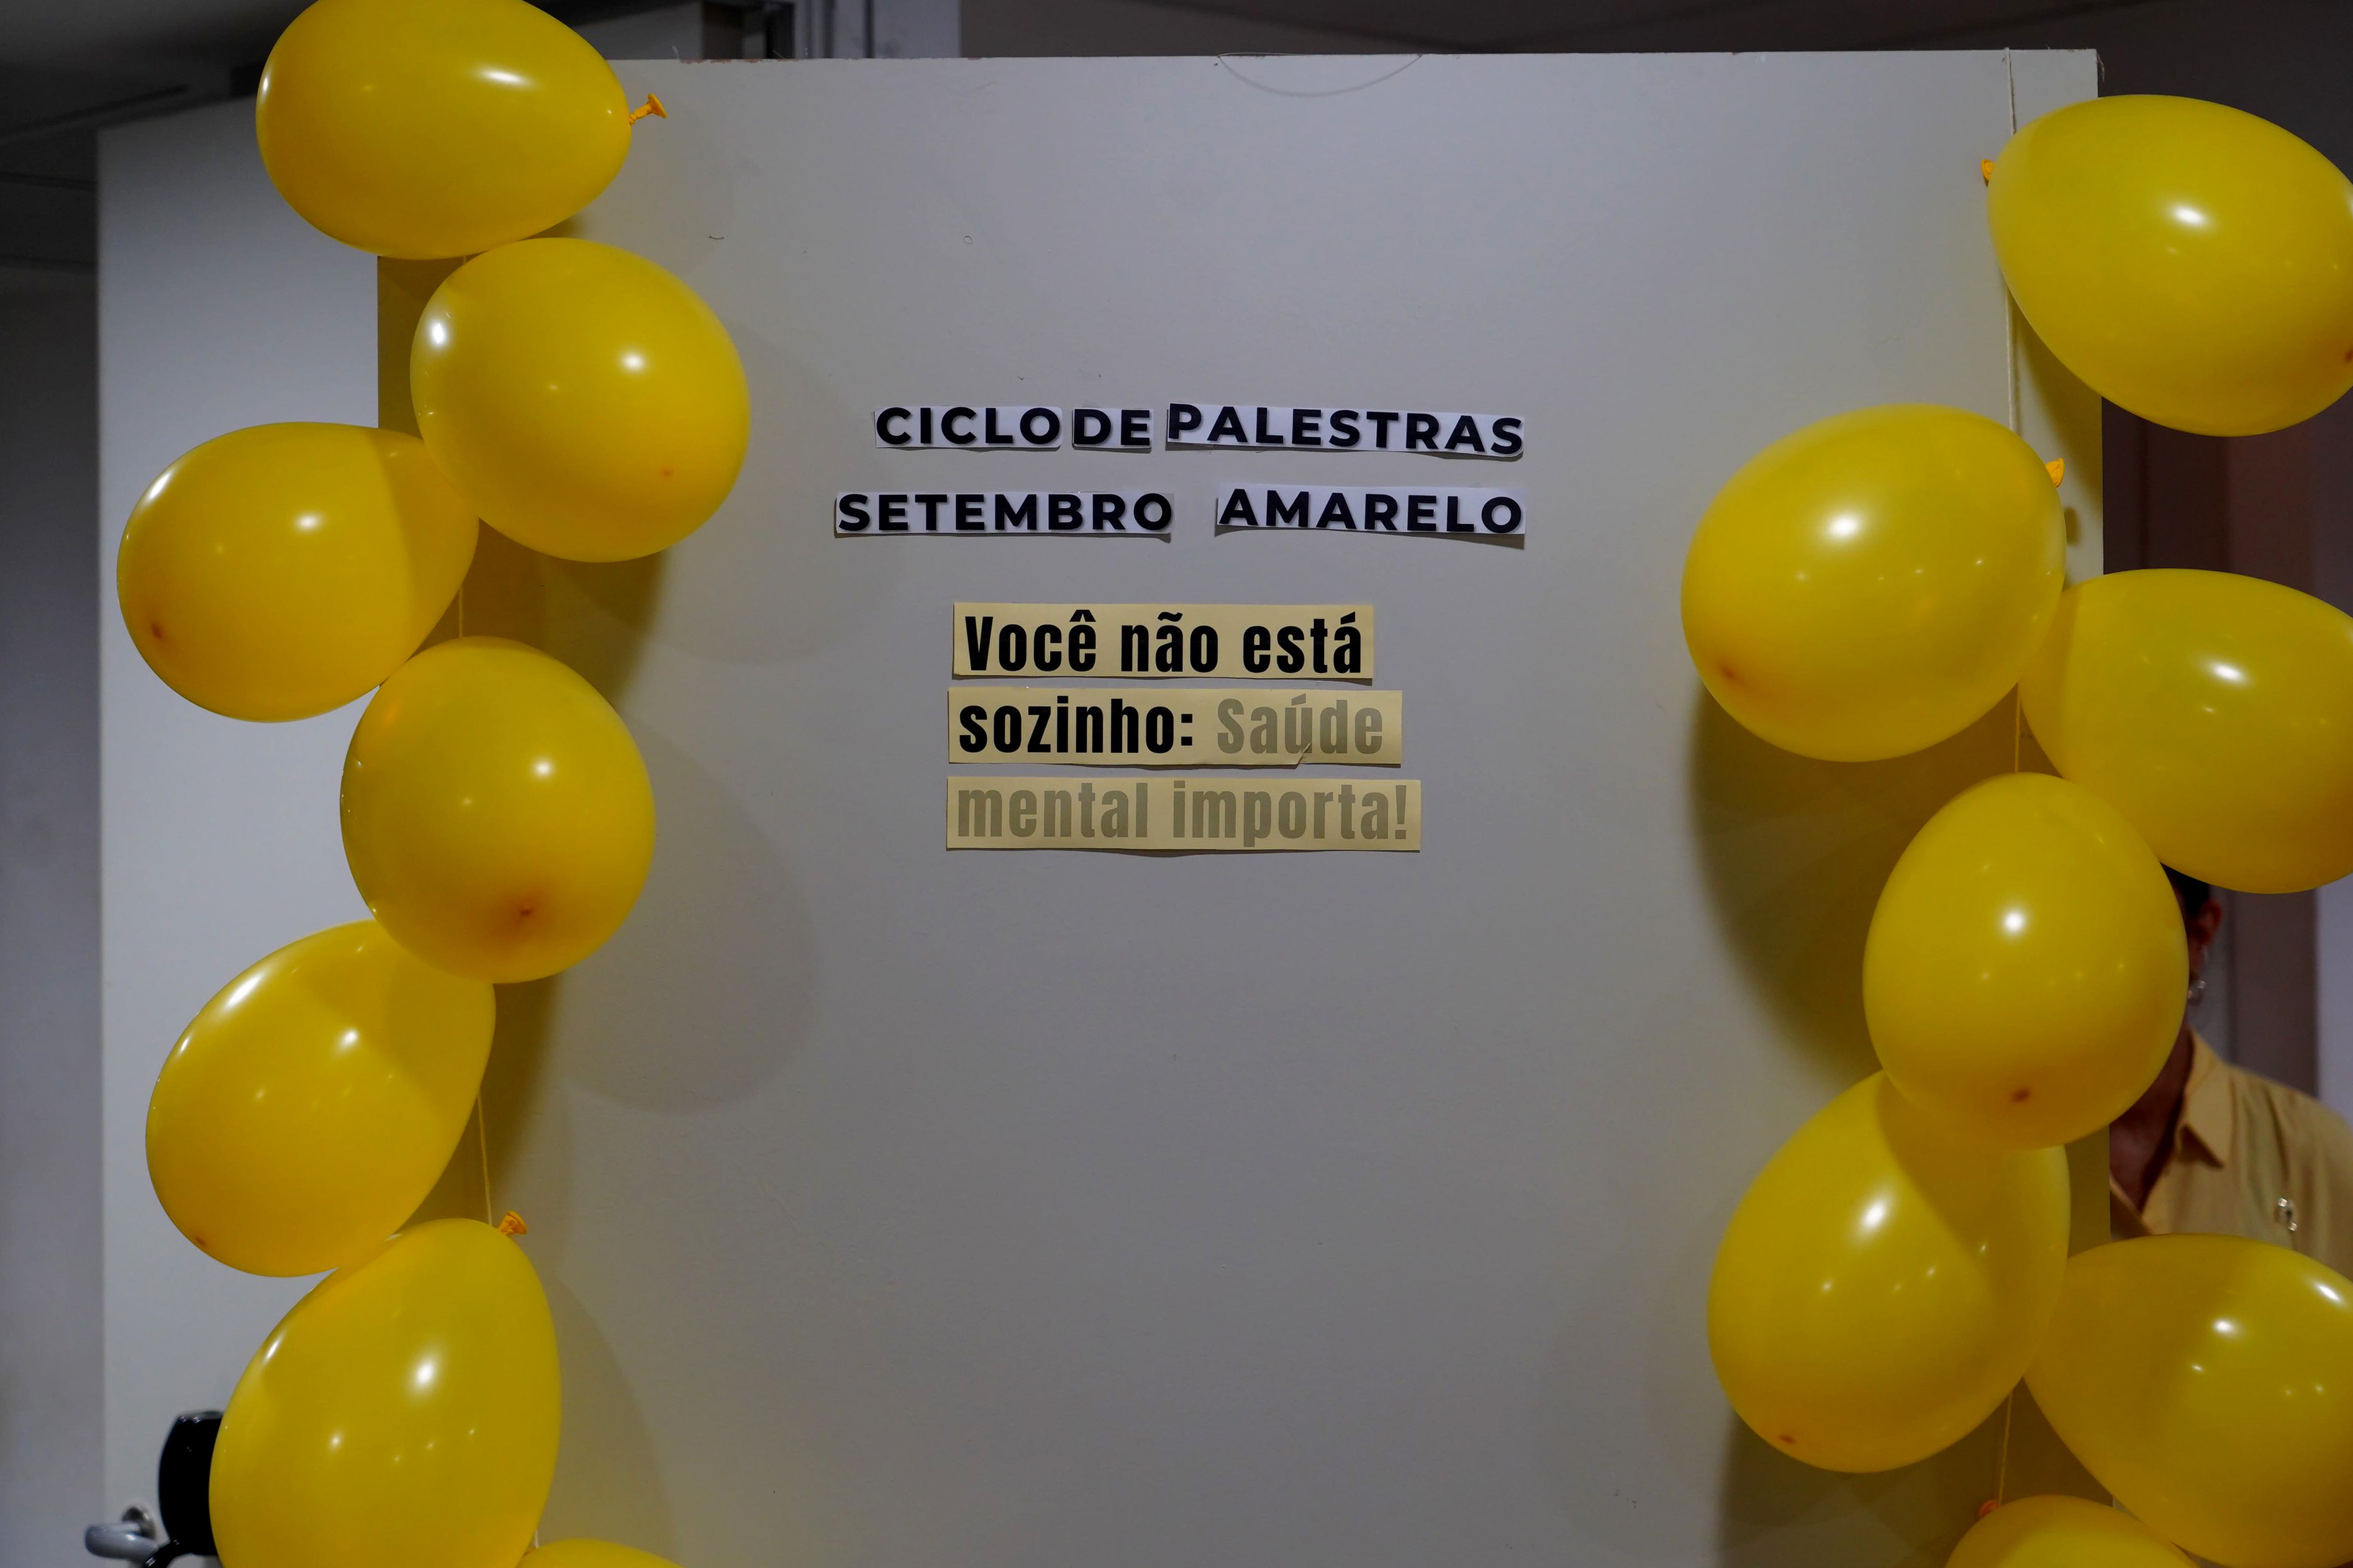 CICLO DE PALESTRAS
SETEMBRO AMARELO
Você não está
sozinho: Saúde
mental importa!